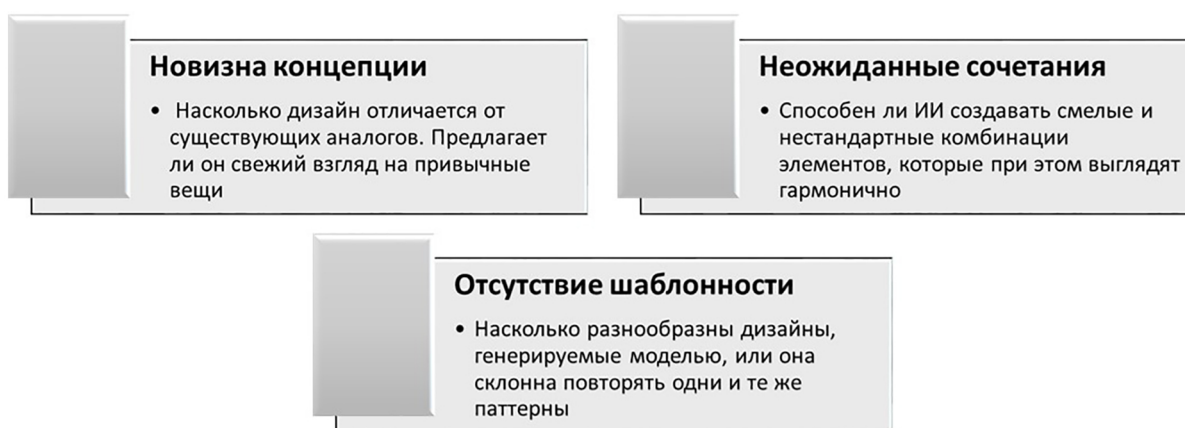 Новизна концепции
• Насколько дизайн отличается от
существующих аналогов. Предлагает
ли он свежий взгляд на привычные
вещи
Неожиданные сочетания
• Способен ли ИИ создавать смелые и
нестандартные комбинации
элементов, которые при этом выглядят
гармонично
Отсутствие шаблонности
• Насколько разнообразны дизайны,
генерируемые моделью, или она
склонна повторять одни и те же
паттерны